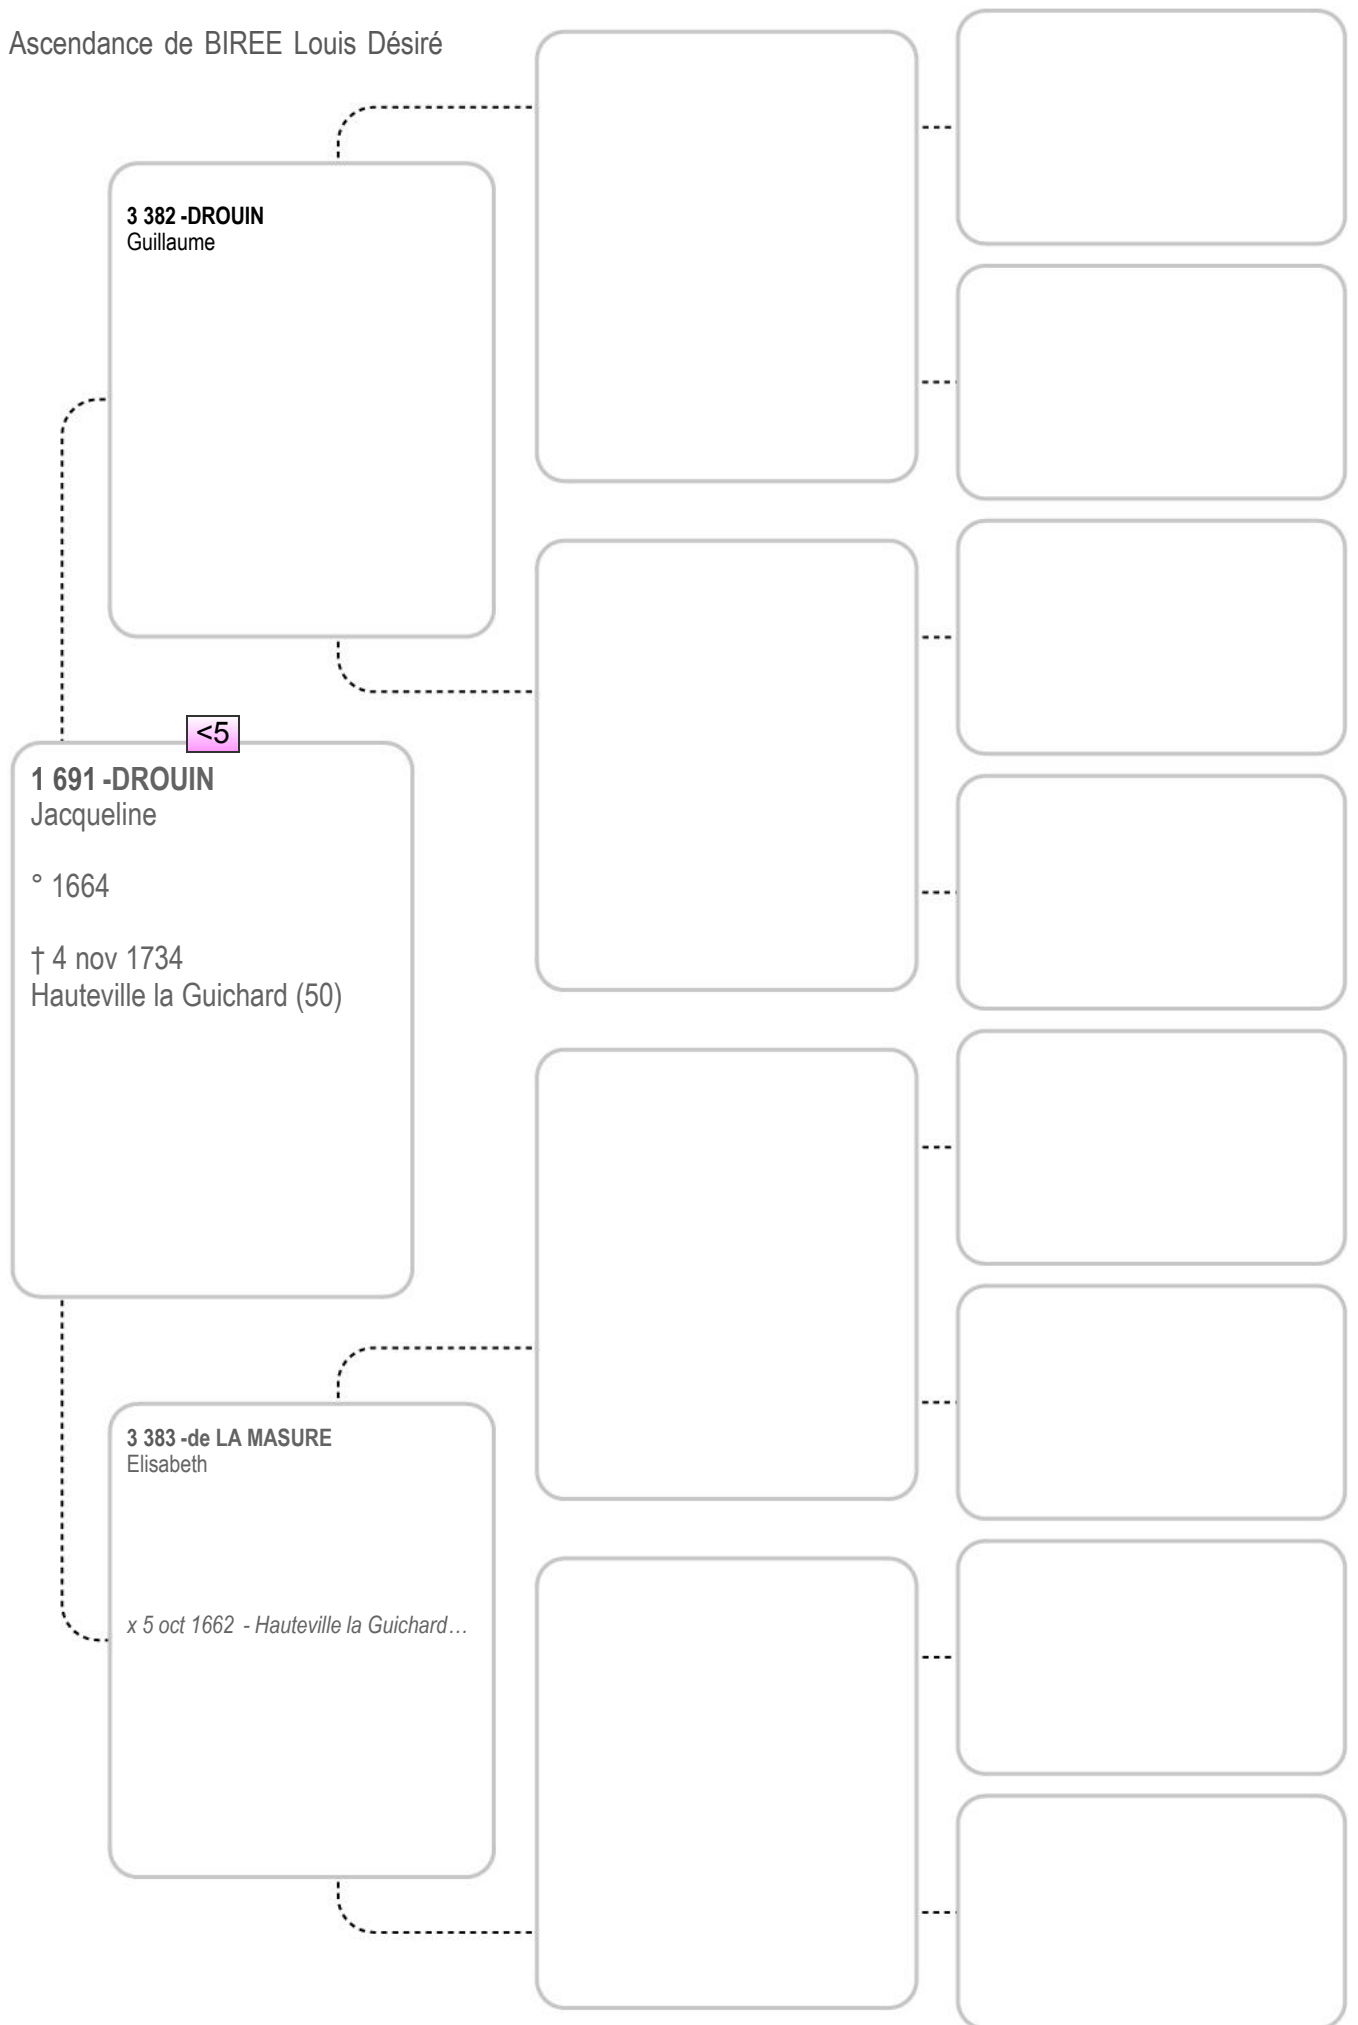 Ascendance de BIREE Louis Désiré
3 382 -DROUIN
Guillaume
<5
1 691 -DROUIN
Jacqueline
° 1664
† 4 nov 1734
Hauteville la Guichard (50)
3 383 -de LA MASURE
Elisabeth
x 5 oct 1662 - Hauteville la Guichard…